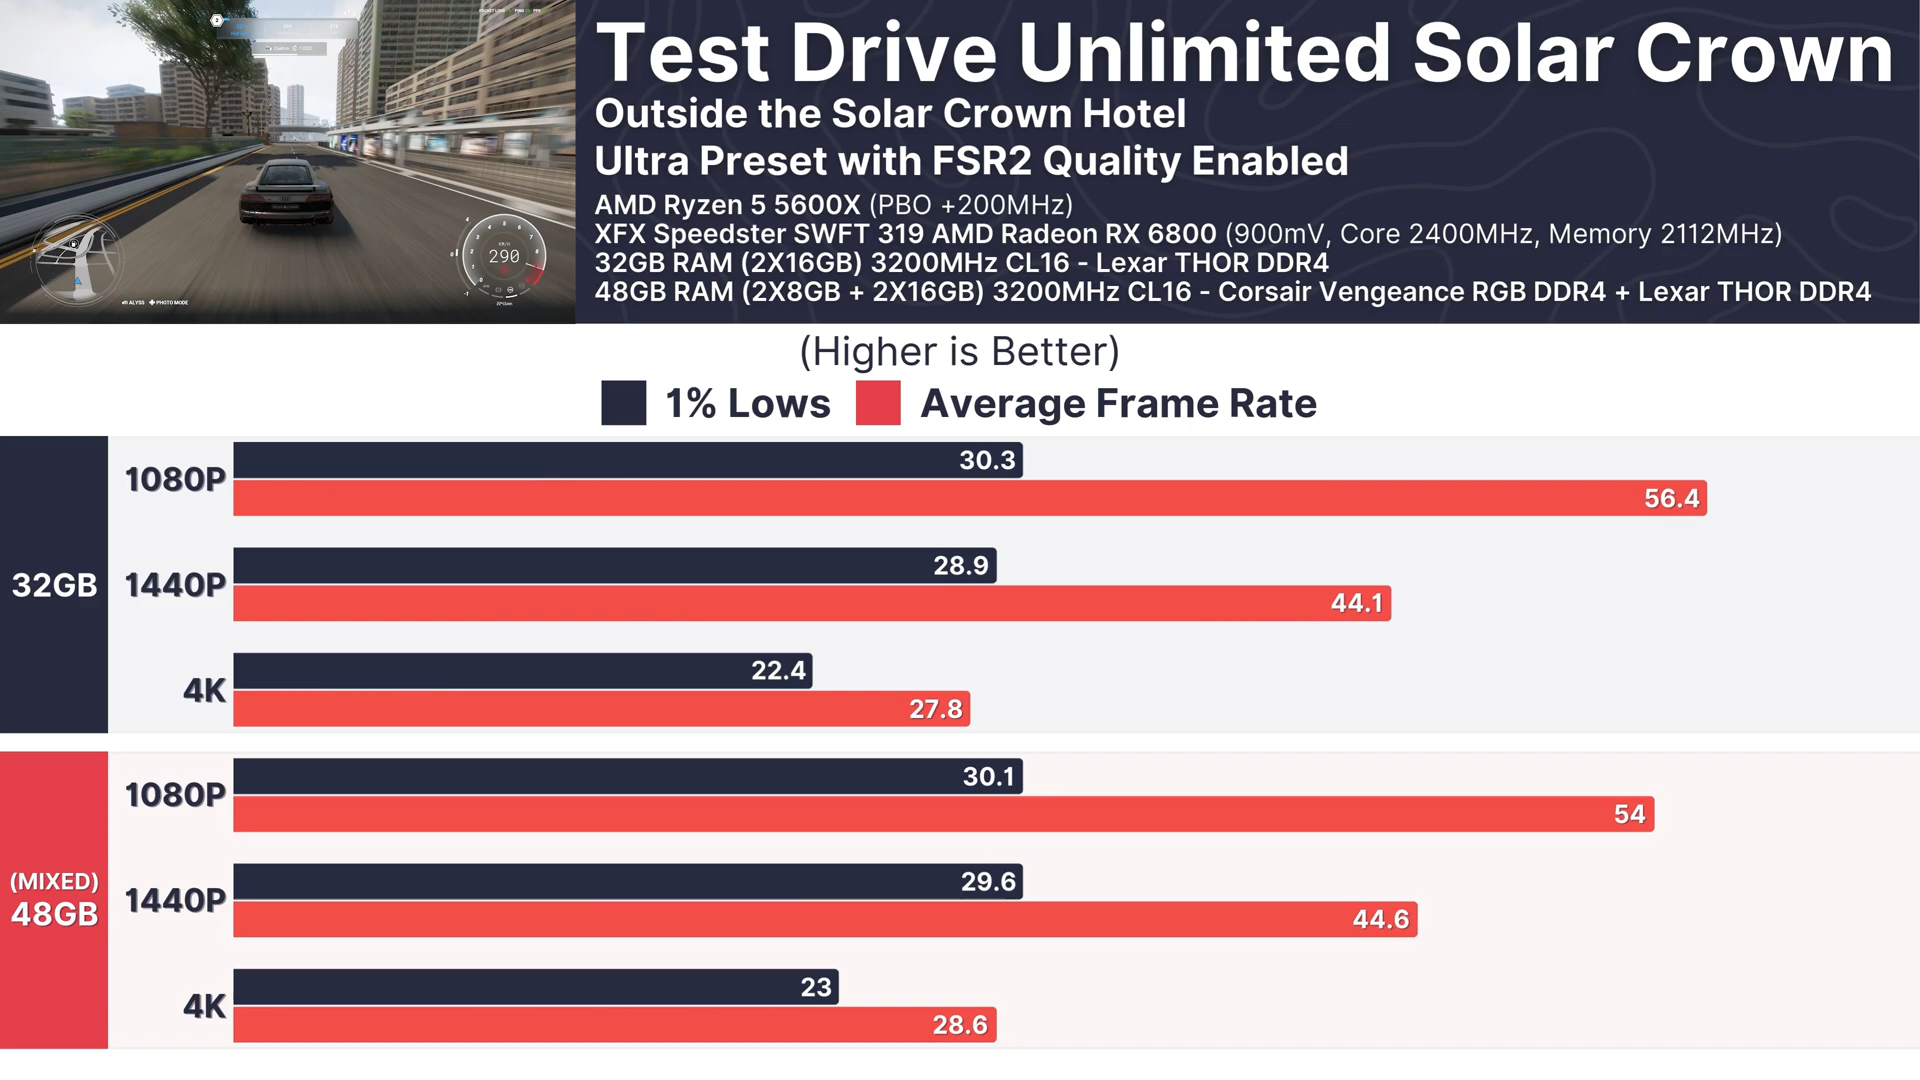 Test Drive Unlimited Solar Crown
Outside the Solar Crown Hotel
Ultra Preset with FSR2 Quality Enabled
AMD Ryzen 5 5600X (PBO +200MHz)
XFX Speedster SWFT 319 AMD Radeon RX 6800 (900mV, Core 2400MHz, Memory 2112MHz)
32GB RAM (2X16GB) 3200MHz CL16 - Lexar THOR DDR4
48GB RAM (2X8GB + 2X16GB) 3200MHz CL16 - Corsair Vengeance RGB DDR4 + Lexar THOR DDR4
KM/H
290
ALYSS PHOTO MODE
(Higher is Better)
1% Lows Average Frame Rate
32GB
1080P
30.3
56.4
1440P
28.9
44.1
4K
22.4
27.8
(MIXED)
48GB
1080P
30.1
54
1440P
29.6
44.6
4K
23
28.6